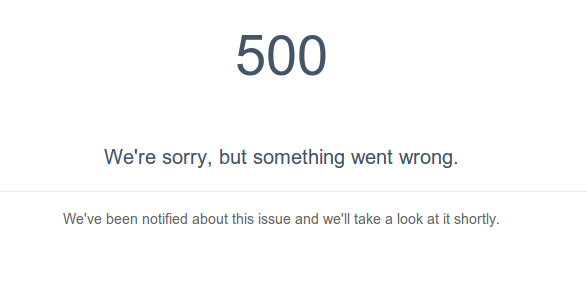 500
We're sorry, but something went wrong.
We've been notified about this issue and we'll take a look at it shortly.